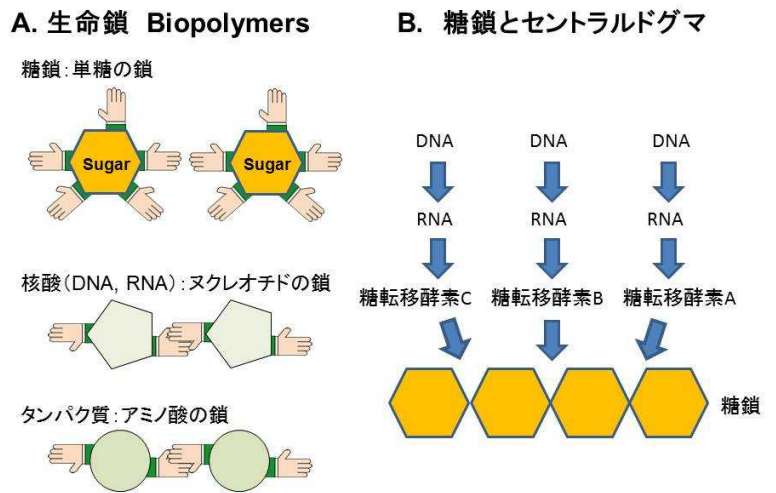 A. 生命鎖 Biopolymers
糖鎖：単糖の鎖
Sugar
Sugar
核酸（DNA, RNA）：ヌクレオチドの鎖
タンパク質：アミノ酸の鎖
B. 糖鎖とセントラルドグマ
DNA DNA DNA
RNA RNA RNA
糖転移酵素C 糖転移酵素B 糖転移酵素A
糖鎖